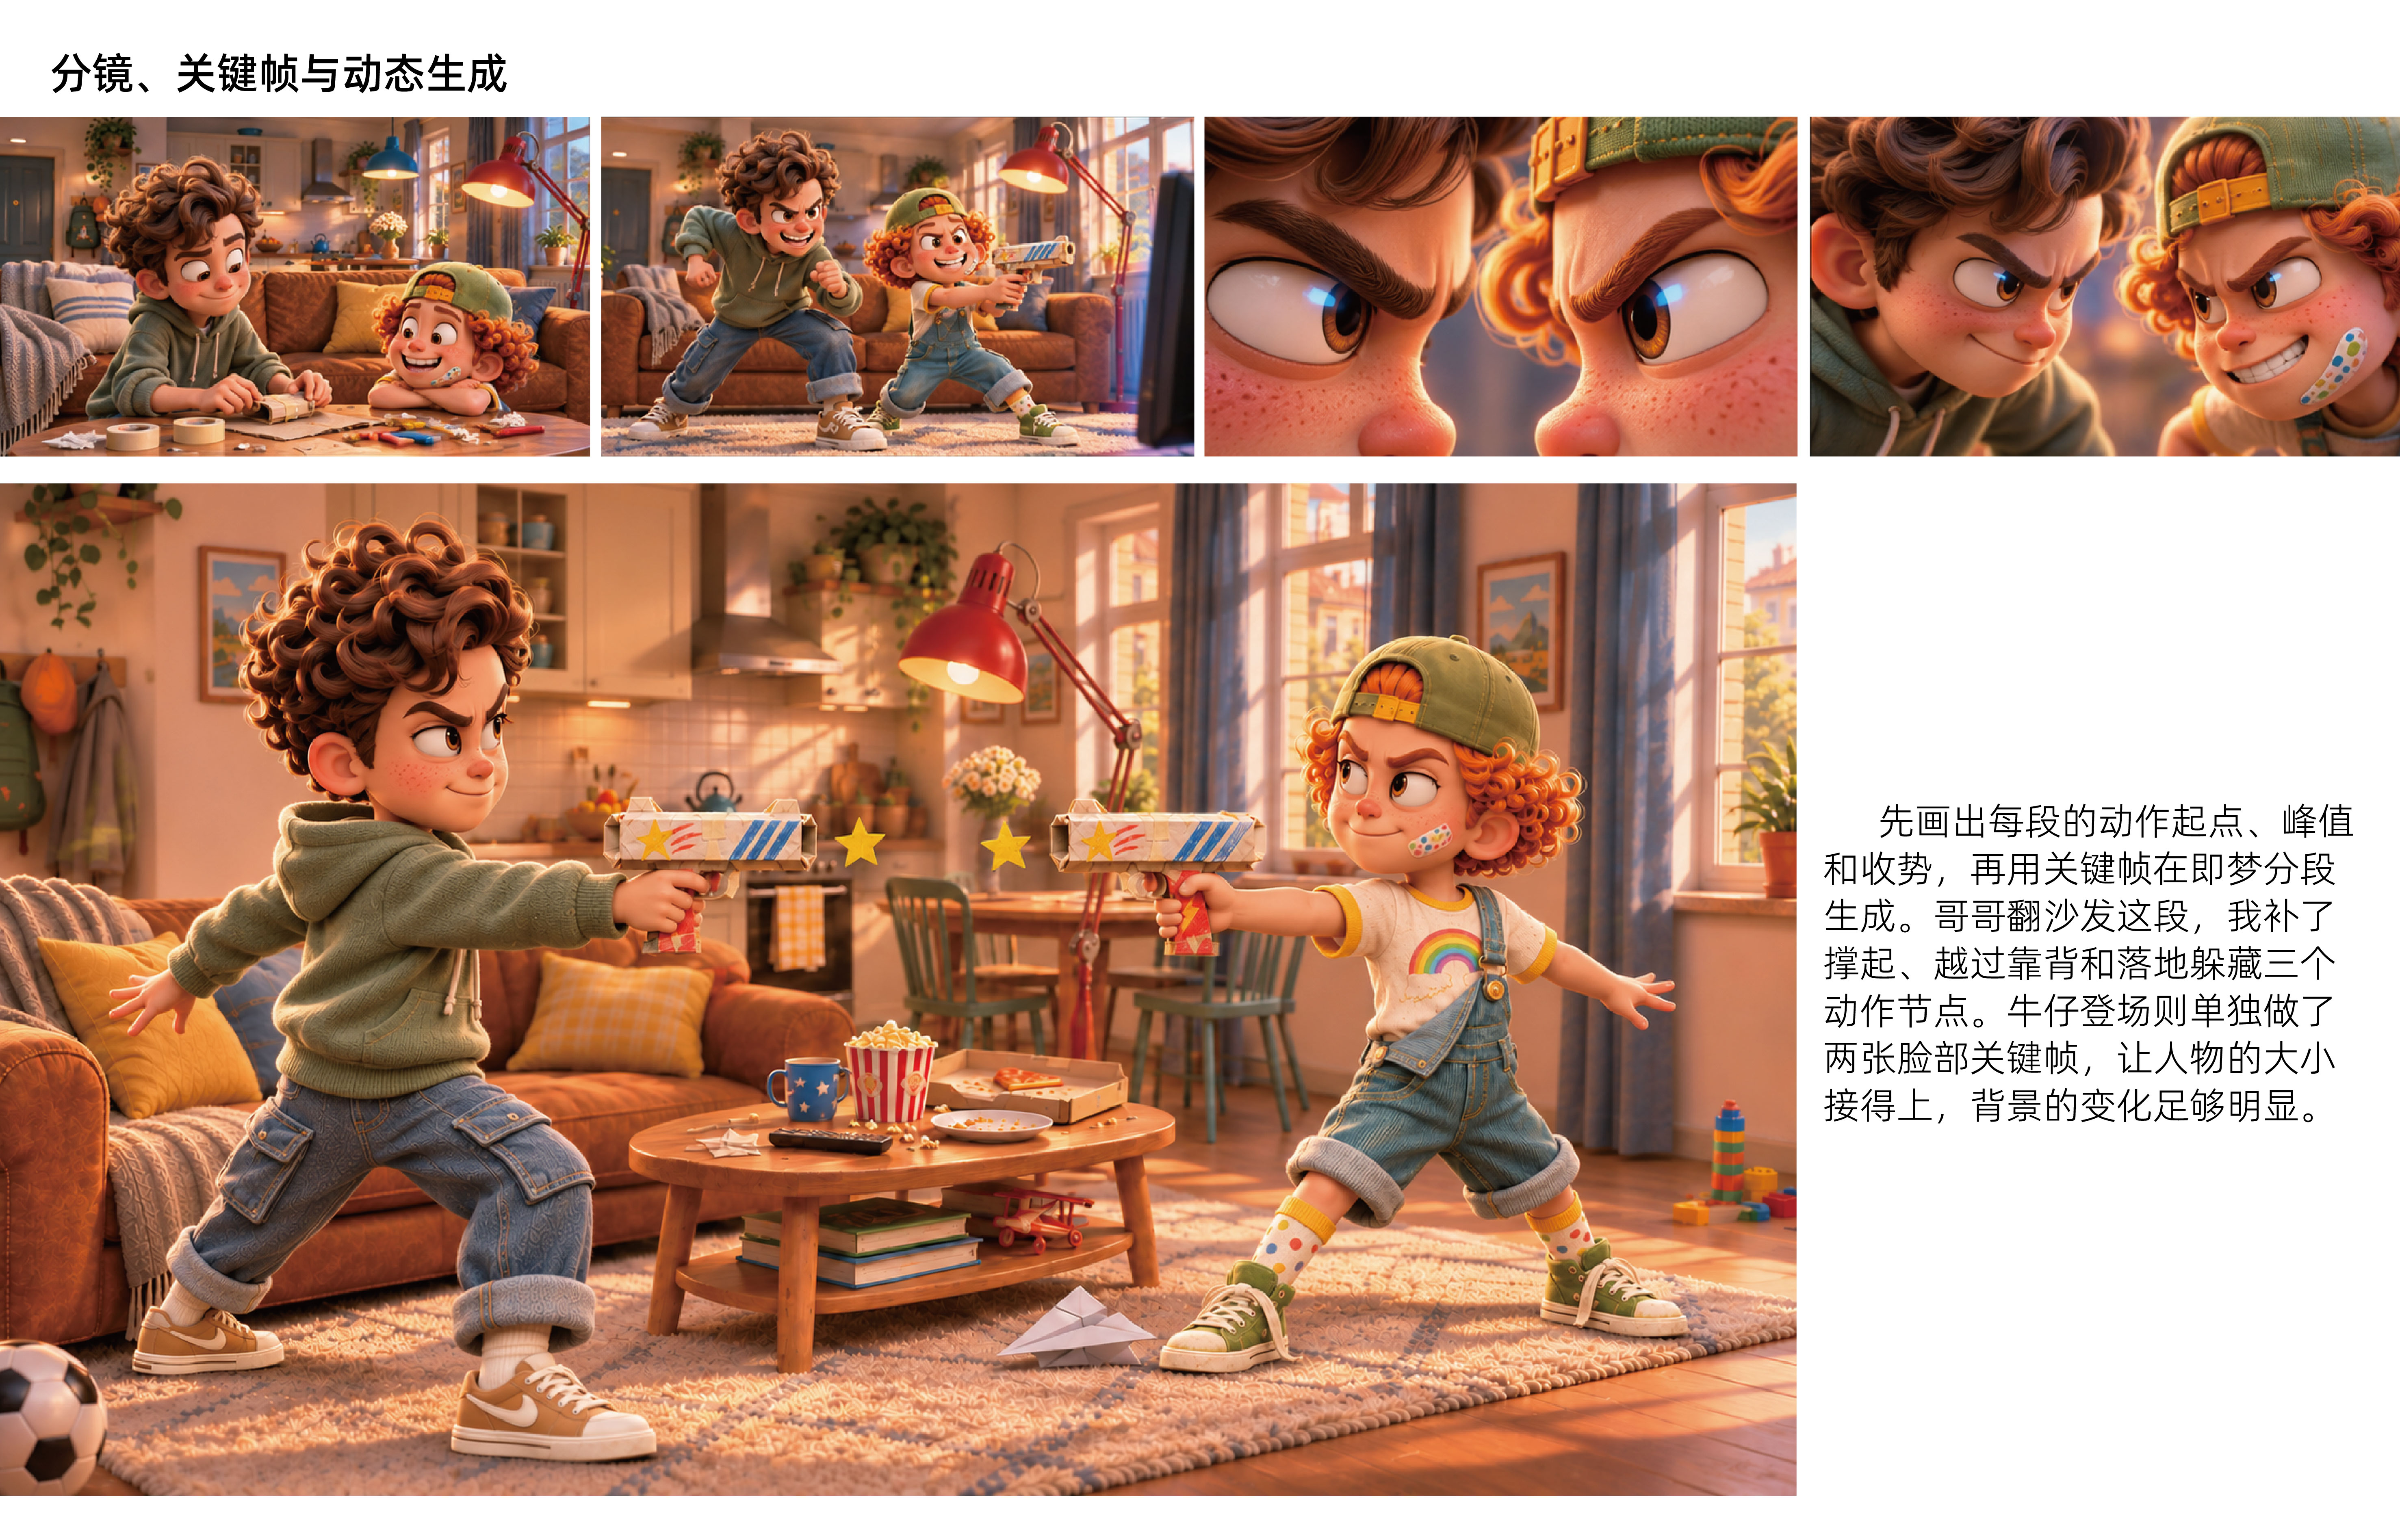 分镜、关键帧与动态生成
先画出每段的动作起点、峰值
和收势，再用关键帧在即梦分段
生成。哥哥翻沙发这段，我补了
撑起、越过靠背和落地躲藏三个
动作节点。牛仔登场则单独做了
两张脸部关键帧，让人物的大小
接得上，背景的变化足够明显。